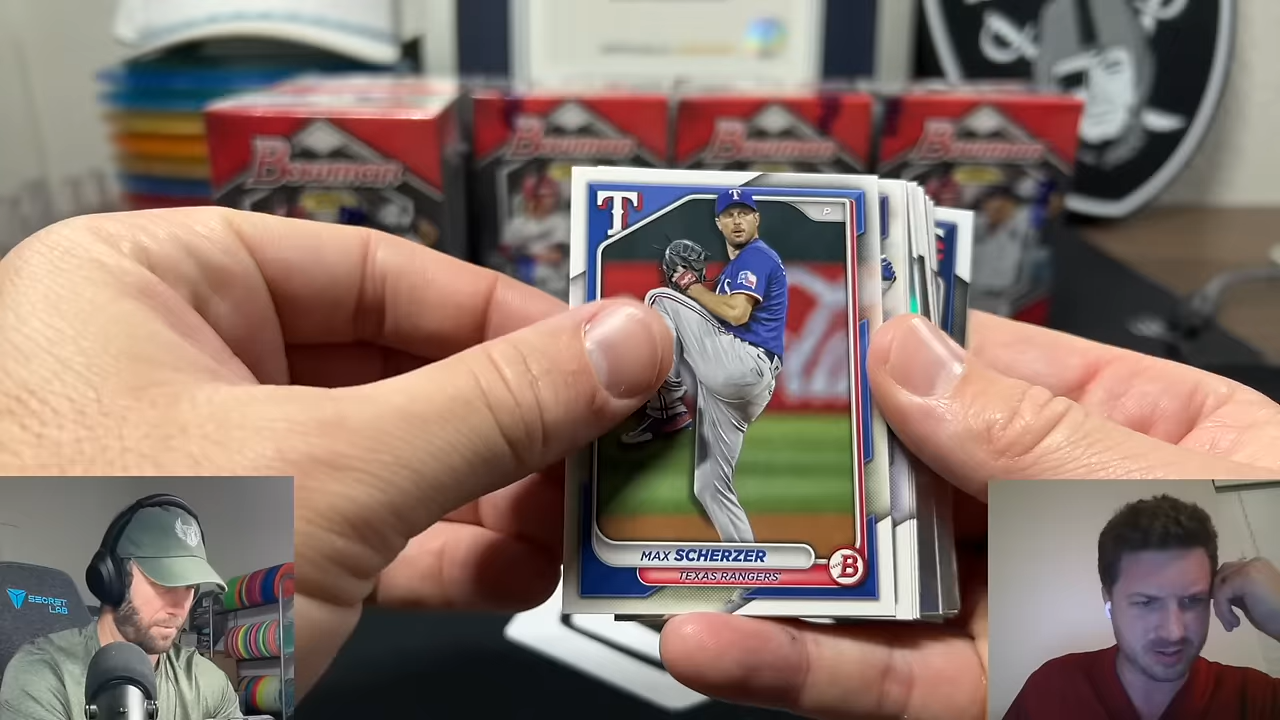 BOWMAN
BOWMAN
BOWMAN
BOWMAN
T
T
P
MAX SCHERZER
TEXAS RANGERS
B
SECRET
LAB